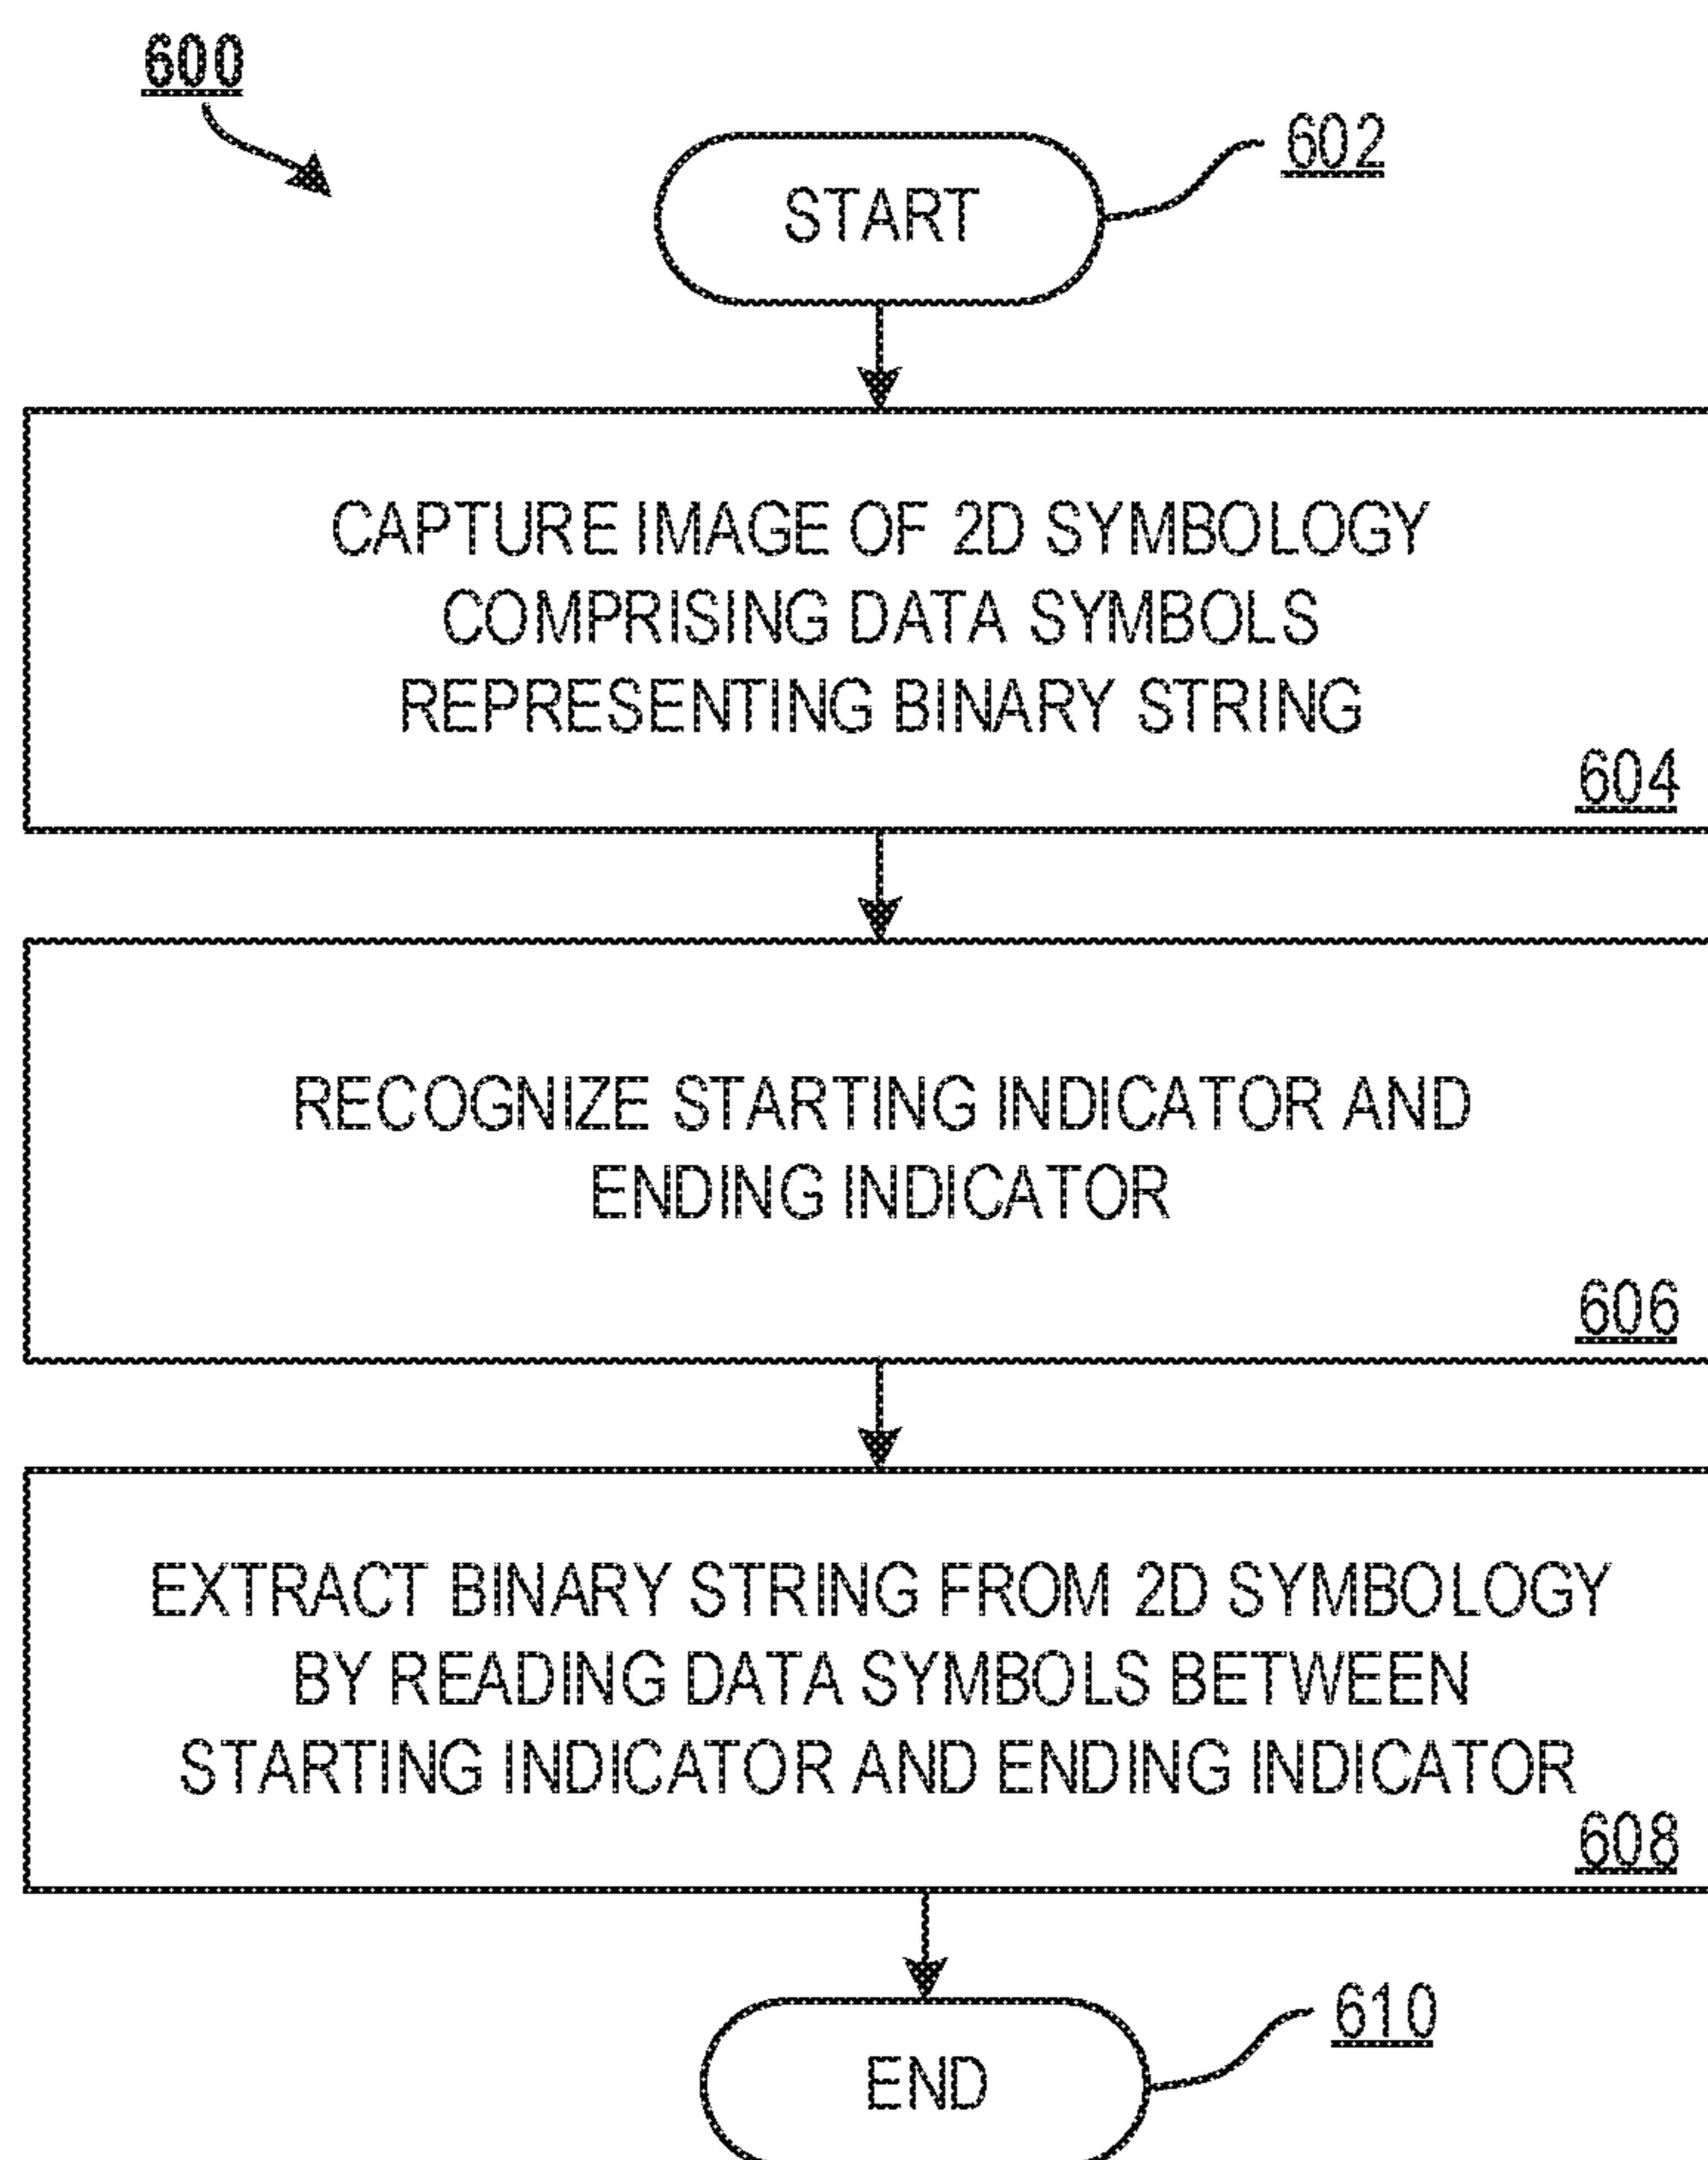 600
602
START
CAPTURE IMAGE OF 2D SYMBOLOGY
COMPRISING DATA SYMBOLS
REPRESENTING BINARY STRING
604
RECOGNIZE STARTING INDICATOR AND
ENDING INDICATOR
606
EXTRACT BINARY STRING FROM 2D SYMBOLOGY
BY READING DATA SYMBOLS BETWEEN
STARTING INDICATOR AND ENDING INDICATOR
608
610
END